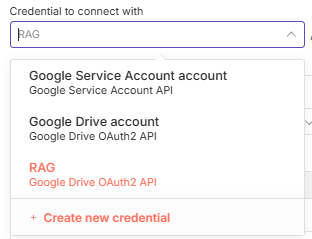 Credential to connect with
RAG
Google Service Account account
Google Service Account API
Google Drive account
Google Drive OAuth2 API
RAG
Google Drive OAuth2 API
+ Create new credential